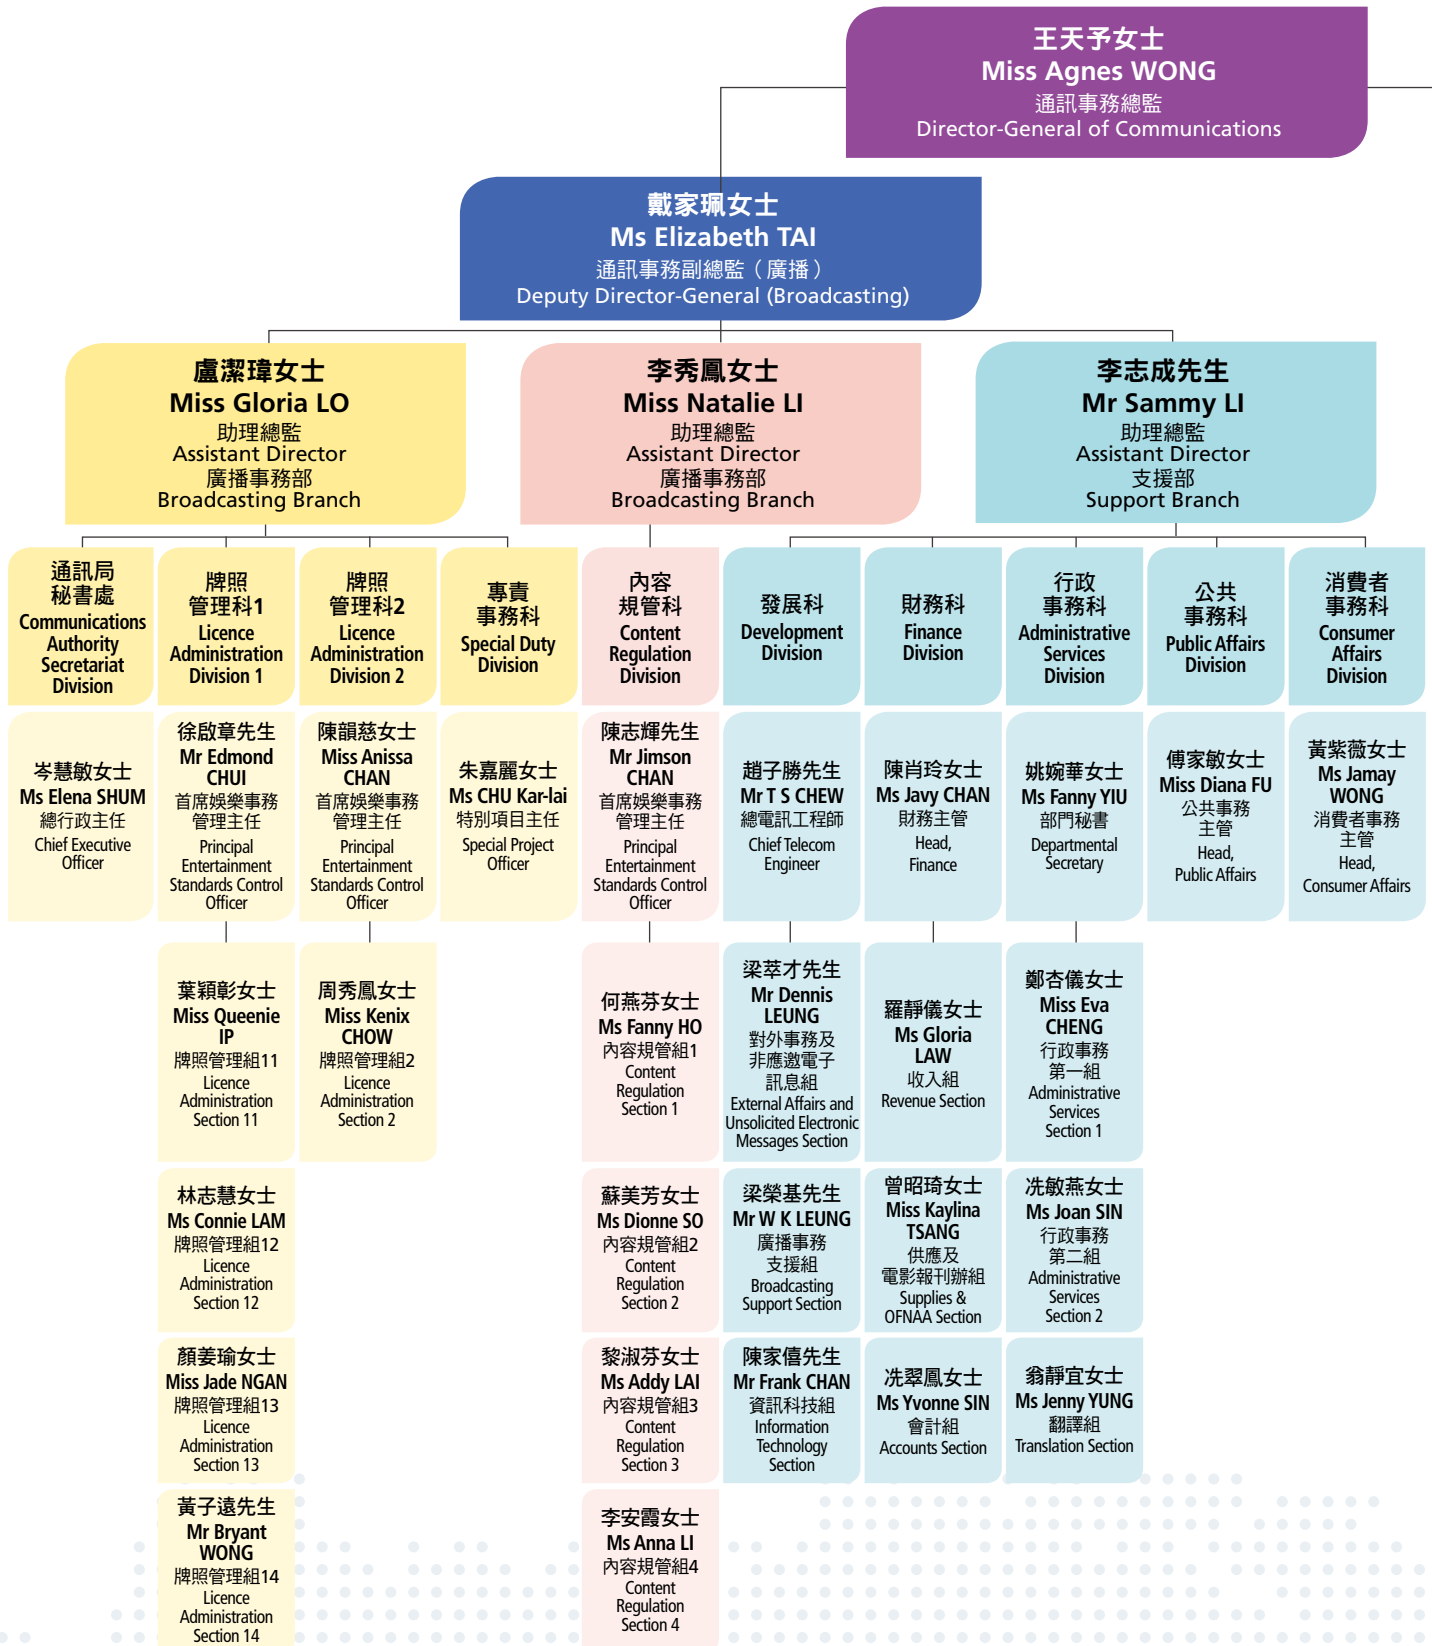 王天予女士
Miss Agnes WONG
通訊事務總監
Director-General of Communications
戴家珮女士
Ms Elizabeth TAI
通訊事務副總監（廣播）
Deputy Director-General (Broadcasting)
盧潔瑋女士
Miss Gloria LO
助理總監
Assistant Director
廣播事務部
Broadcasting Branch
李秀鳳女士
Miss Natalie LI
助理總監
Assistant Director
廣播事務部
Broadcasting Branch
李志成先生
Mr Sammy LI
助理總監
Assistant Director
支援部
Support Branch
通訊局
秘書處
Communications
Authority
Secretariat
Division
牌照
管理科1
Licence
Administration
Division 1
牌照
管理科2
Licence
Administration
Division 2
專責
事務科
Special Duty
Division
內容
規管科
Content
Regulation
Division
發展科
Development
Division
財務科
Finance
Division
行政
事務科
Administrative
Services
Division
公共
事務科
Public Affairs
Division
消費者
事務科
Consumer
Affairs
Division
岑慧敏女士
Ms Elena SHUM
總行政主任
Chief Executive
Officer
徐啟章先生
Mr Edmond
CHUI
首席娛樂事務
管理主任
Principal
Entertainment
Standards Control
Officer
陳韻慈女士
Miss Anissa
CHAN
首席娛樂事務
管理主任
Principal
Entertainment
Standards Control
Officer
朱嘉麗女士
Ms CHU Kar-lai
特別項目主任
Special Project
Officer
陳志輝先生
Mr Jimson
CHAN
首席娛樂事務
管理主任
Principal
Entertainment
Standards Control
Officer
趙子勝先生
Mr T S CHEW
總電訊工程師
Chief Telecom
Engineer
陳肖玲女士
Ms Javy CHAN
財務主管
Head,
Finance
姚婉華女士
Ms Fanny YIU
部門秘書
Departmental
Secretary
傅家敏女士
Miss Diana FU
公共事務
主管
Head,
Public Affairs
黃紫薇女士
Ms Jamay
WONG
消費者事務
主管
Head,
Consumer Affairs
葉穎彰女士
Miss Queenie
IP
牌照管理組11
Licence
Administration
Section 11
周秀鳳女士
Miss Kenix
CHOW
牌照管理組2
Licence
Administration
Section 2
何燕芬女士
Ms Fanny HO
內容規管組1
Content
Regulation
Section 1
梁萃才先生
Mr Dennis
LEUNG
對外事務及
非應邀電子
訊息組
External Affairs and
Unsolicited Electronic
Messages Section
羅靜儀女士
Ms Gloria
LAW
收入組
Revenue Section
鄭杏儀女士
Miss Eva
CHENG
行政事務
第一組
Administrative
Services
Section 1
林志慧女士
Ms Connie LAM
牌照管理組12
Licence
Administration
Section 12
蘇美芳女士
Ms Dionne SO
內容規管組2
Content
Regulation
Section 2
梁榮基先生
Mr W K LEUNG
廣播事務
支援組
Broadcasting
Support Section
曾昭琦女士
Miss Kaylina
TSANG
供應及
電影報刊辦組
Supplies &
OFNAA Section
冼敏燕女士
Ms Joan SIN
行政事務
第二組
Administrative
Services
Section 2
顏姜瑜女士
Miss Jade NGAN
牌照管理組13
Licence
Administration
Section 13
黎淑芬女士
Ms Addy LAI
內容規管組3
Content
Regulation
Section 3
陳家僖先生
Mr Frank CHAN
資訊科技組
Information
Technology
Section
冼翠鳳女士
Ms Yvonne SIN
會計組
Accounts Section
翁靜宜女士
Ms Jenny YUNG
翻譯組
Translation Section
黃子遠先生
Mr Bryant
WONG
牌照管理組14
Licence
Administration
Section 14
李安霞女士
Ms Anna LI
內容規管組4
Content
Regulation
Section 4